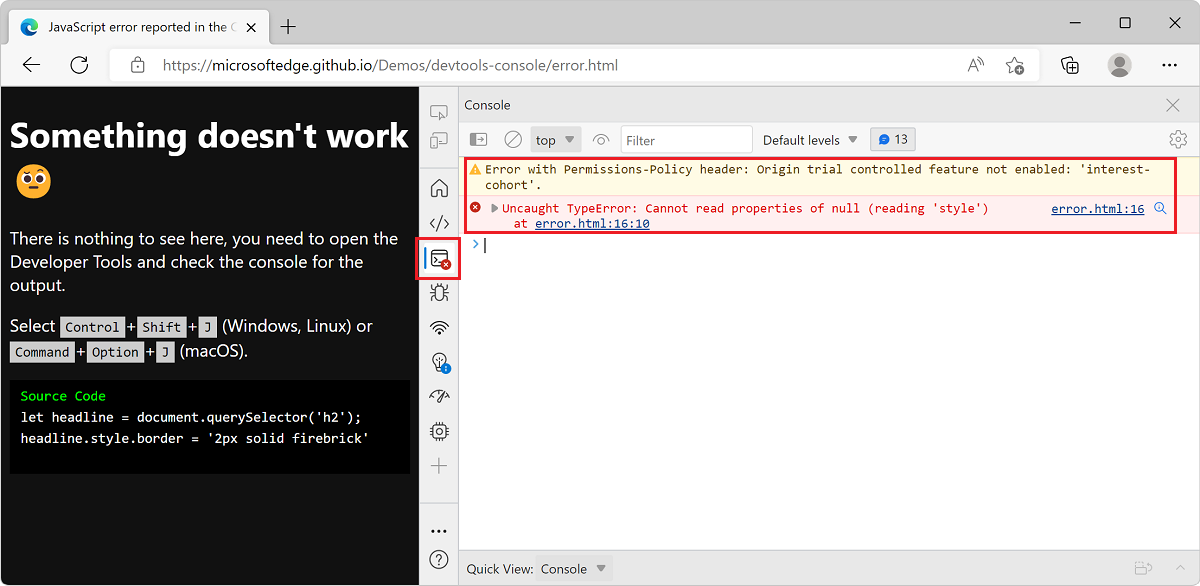 JavaScript error reported in the
https://microsoftedge.github.io/Demos/devtools-console/error.html
Something doesn't work
There is nothing to see here, you need to open the
Developer Tools and check the console for the
output.
Select Control+Shift+J (Windows, Linux) or
Command+Option+J (macOS).
Source Code
let headline = document.querySelector('h2');
headline.style.border = '2px solid firebrick'
Console
top
Filter
Default levels
13
Error with Permissions-Policy header: Origin trial controlled feature not enabled: 'interest-
cohort'.
Uncaught TypeError: Cannot read properties of null (reading 'style') error.html:16
at error.html:16:10
Quick View: Console